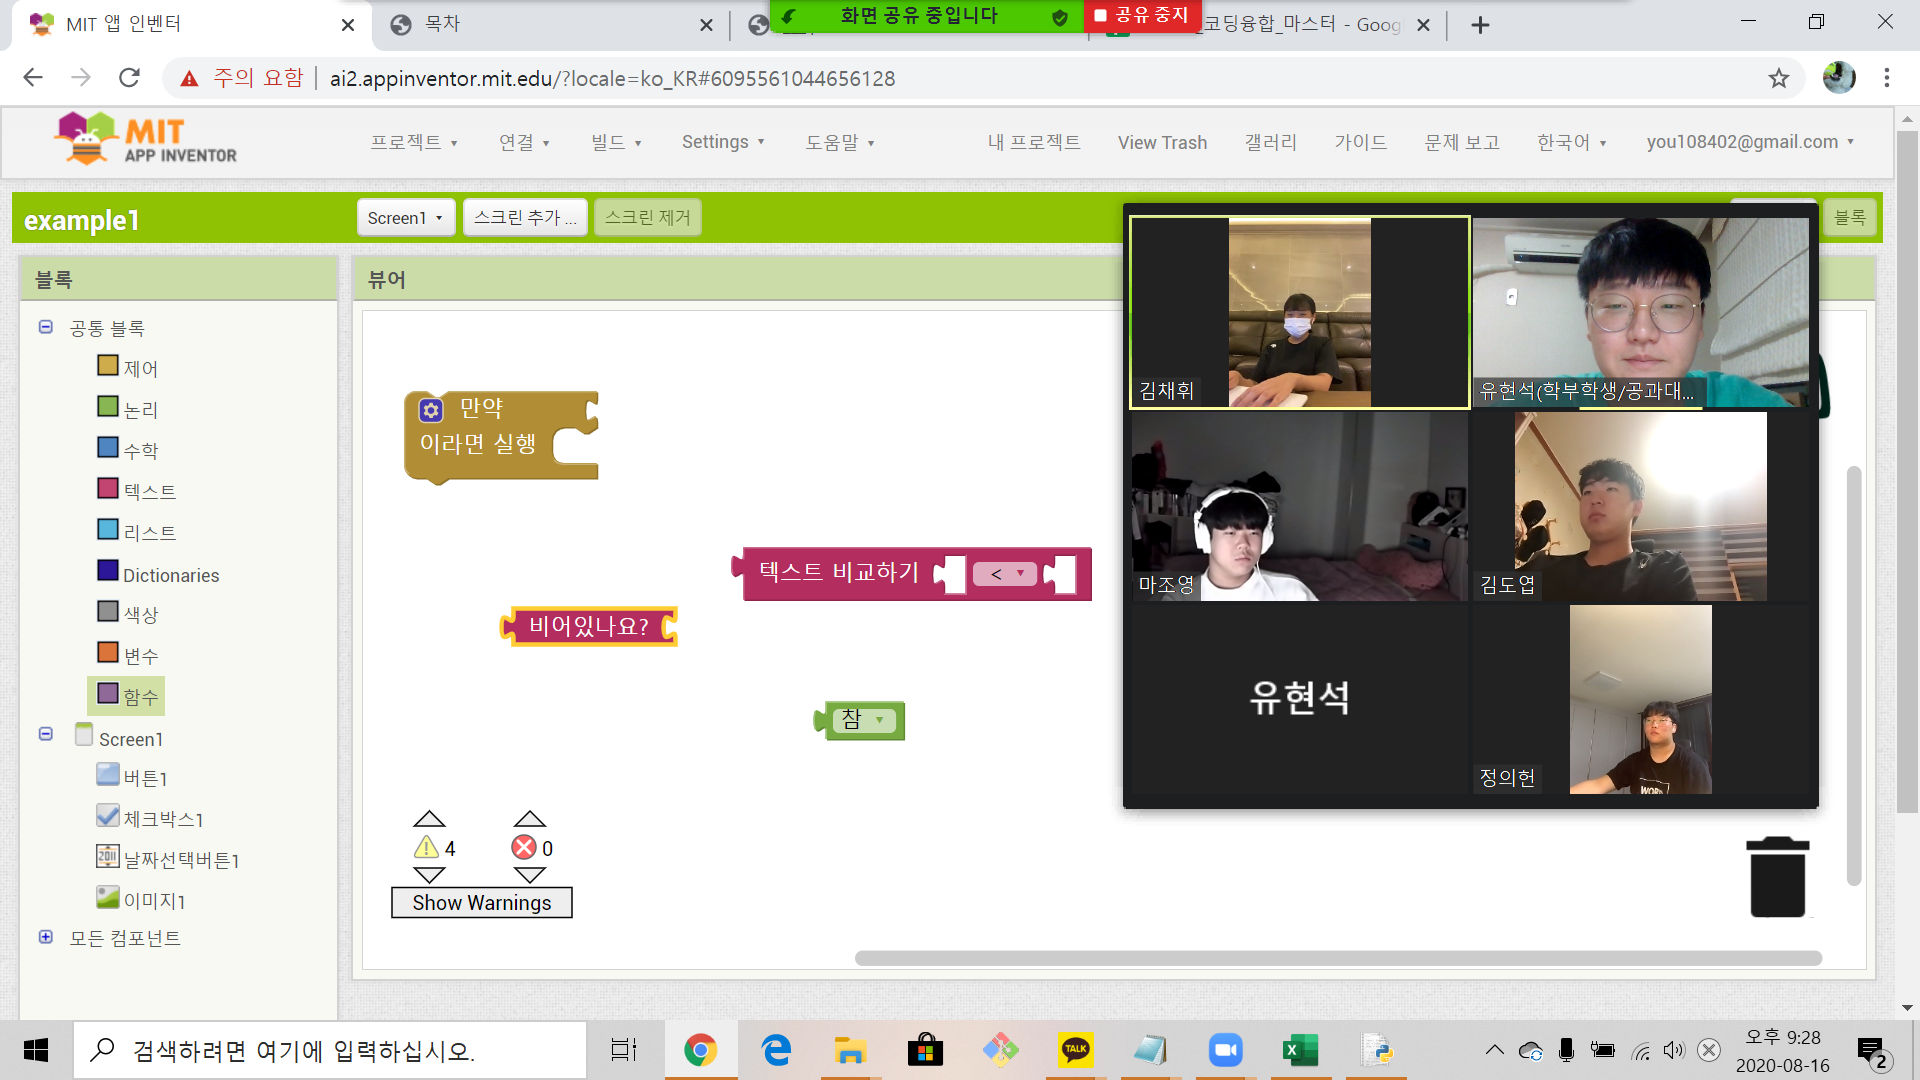 MIT 앱 인벤터
목차
화면 공유 중입니다
공유 중지
코딩융합_마스터 - Goog
주의 요함
ai2.appinventor.mit.edu/?locale=ko_KR#6095561044656128
MIT
APP INVENTOR
프로젝트
연결
빌드
Settings
도움말
내 프로젝트
View Trash
갤러리
가이드
문제 보고
한국어
you108402@gmail.com
example1
Screen1
스크린 추가 ...
스크린 제거
블록
블록
뷰어
공통 블록
제어
논리
수학
텍스트
리스트
Dictionaries
색상
변수
함수
Screen1
버튼1
체크박스1
날짜선택버튼1
이미지1
모든 컴포넌트
만약
이라면 실행
텍스트 비교하기
<
비어있나요?
참
4
0
Show Warnings
김채휘
유현석(학부학생/공과대...
마조영
김도엽
유현석
정의헌
검색하려면 여기에 입력하십시오.
TALK
오후 9:28
2020-08-16
2